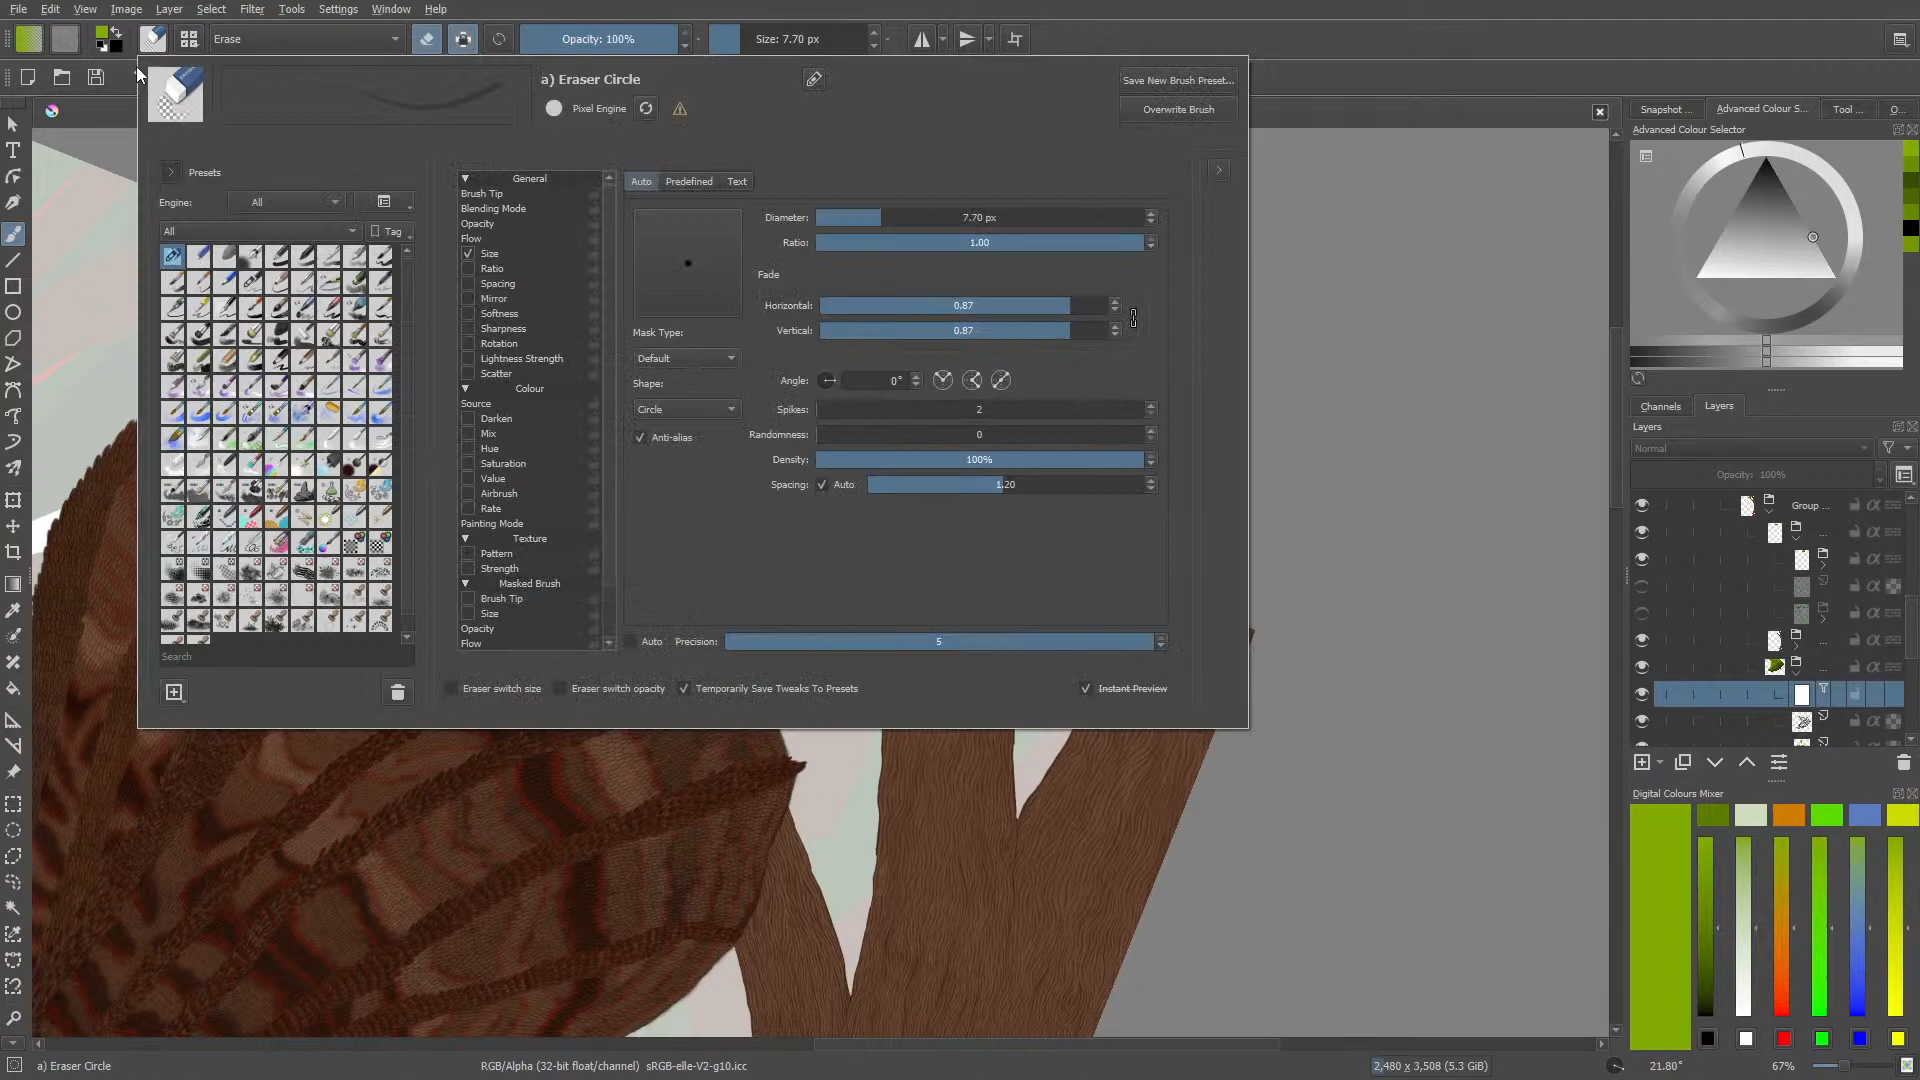 File Edit View Image Layer Select Filter Tools Settings Window Help
Erase
Opacity: 100%
Size: 7.70 px
a) Eraser Circle
Pixel Engine
Save New Brush Preset...
Overwrite Brush
Snapshot ...
Advanced Colour S...
Tool ...
O...
Advanced Colour Selector
Presets
Engine:
All
All
Tag
Search
General
Brush Tip
Blending Mode
Opacity
Flow
Size
Ratio
Spacing
Mirror
Softness
Sharpness
Rotation
Lightness Strength
Scatter
Colour
Source
Darken
Mix
Hue
Saturation
Value
Airbrush
Rate
Painting Mode
Texture
Pattern
Strength
Masked Brush
Brush Tip
Size
Opacity
Flow
Auto Predefined Text
Diameter: 7.70 px
Ratio: 1.00
Fade
Horizontal: 0.87
Vertical: 0.87
Mask Type:
Default
Shape:
Circle
Anti-alias
Angle: 0°
Spikes: 2
Randomness: 0
Density: 100%
Spacing: Auto 1.20
Auto Precision: 5
Eraser switch size
Eraser switch opacity
Temporarily Save Tweaks To Presets
Instant Preview
Channels Layers
Layers
Normal
Opacity: 100%
Group ...
...
...
...
Digital Colours Mixer
a) Eraser Circle
RGB/Alpha (32-bit float/channel) sRGB-elle-V2-g10.icc
2,480 x 3,508 (5.3 GiB)
21.80°
67%